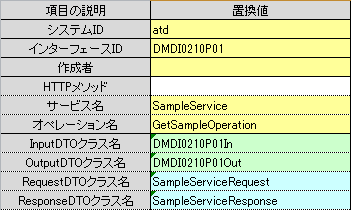 項目の説明 置換値
システムID atd
インターフェースID DMDI0210P01
作成者
HTTPメソッド
サービス名 SampleService
オペレーション名 GetSampleOperation
InputDTOクラス名 DMDI0210P01In
OutputDTOクラス名 DMDI0210P01Out
RequestDTOクラス名 SampleServiceRequest
ResponseDTOクラス名 SampleServiceResponse